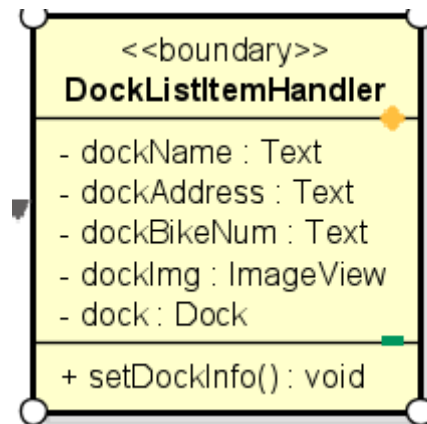 <<boundary>>
DockListItemHandler
- dockName : Text
- dockAddress : Text
- dockBikeNum : Text
- dockImg : ImageView
- dock : Dock
+ setDockInfo() : void